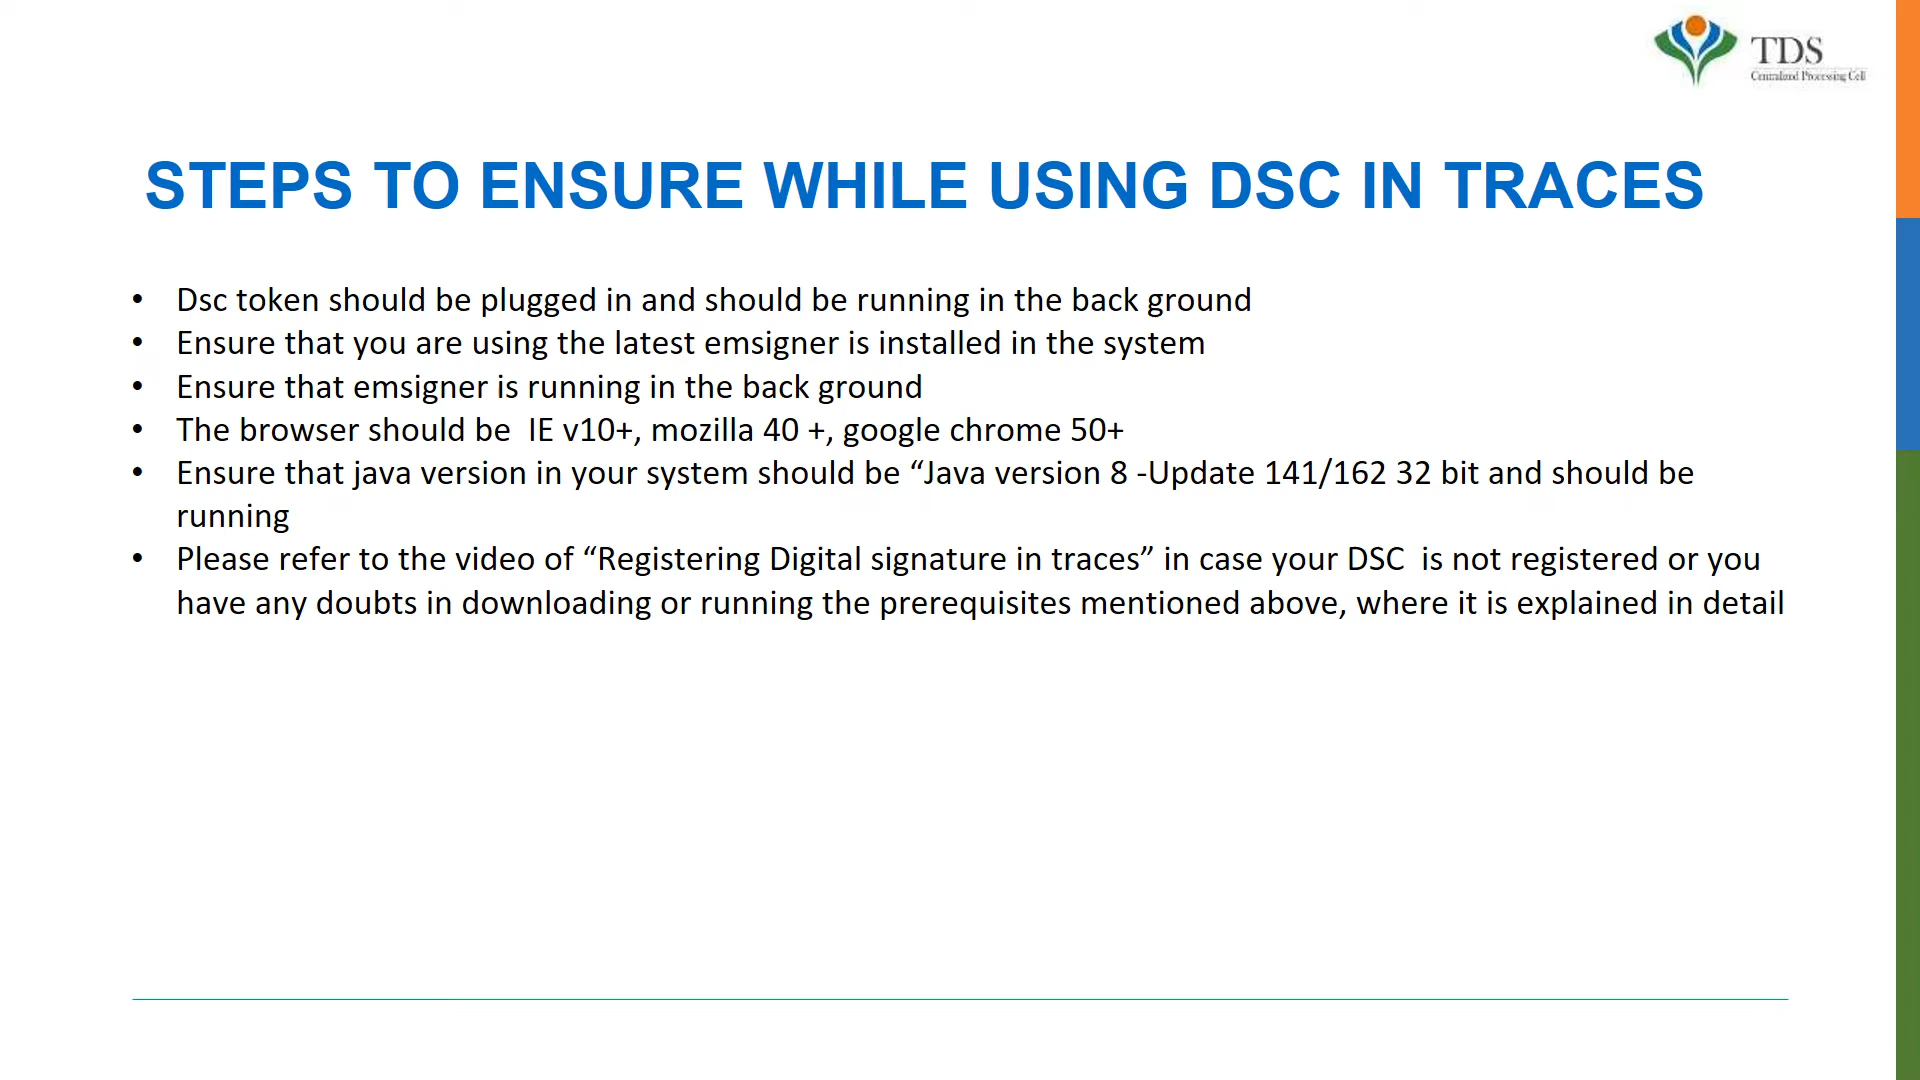 TDS
Centralized Processing Cell
STEPS TO ENSURE WHILE USING DSC IN TRACES
• Dsc token should be plugged in and should be running in the back ground
• Ensure that you are using the latest emsigner is installed in the system
• Ensure that emsigner is running in the back ground
• The browser should be  IE v10+, mozilla 40 +, google chrome 50+
• Ensure that java version in your system should be “Java version 8 -Update 141/162 32 bit and should be
running
• Please refer to the video of “Registering Digital signature in traces” in case your DSC  is not registered or you
have any doubts in downloading or running the prerequisites mentioned above, where it is explained in detail